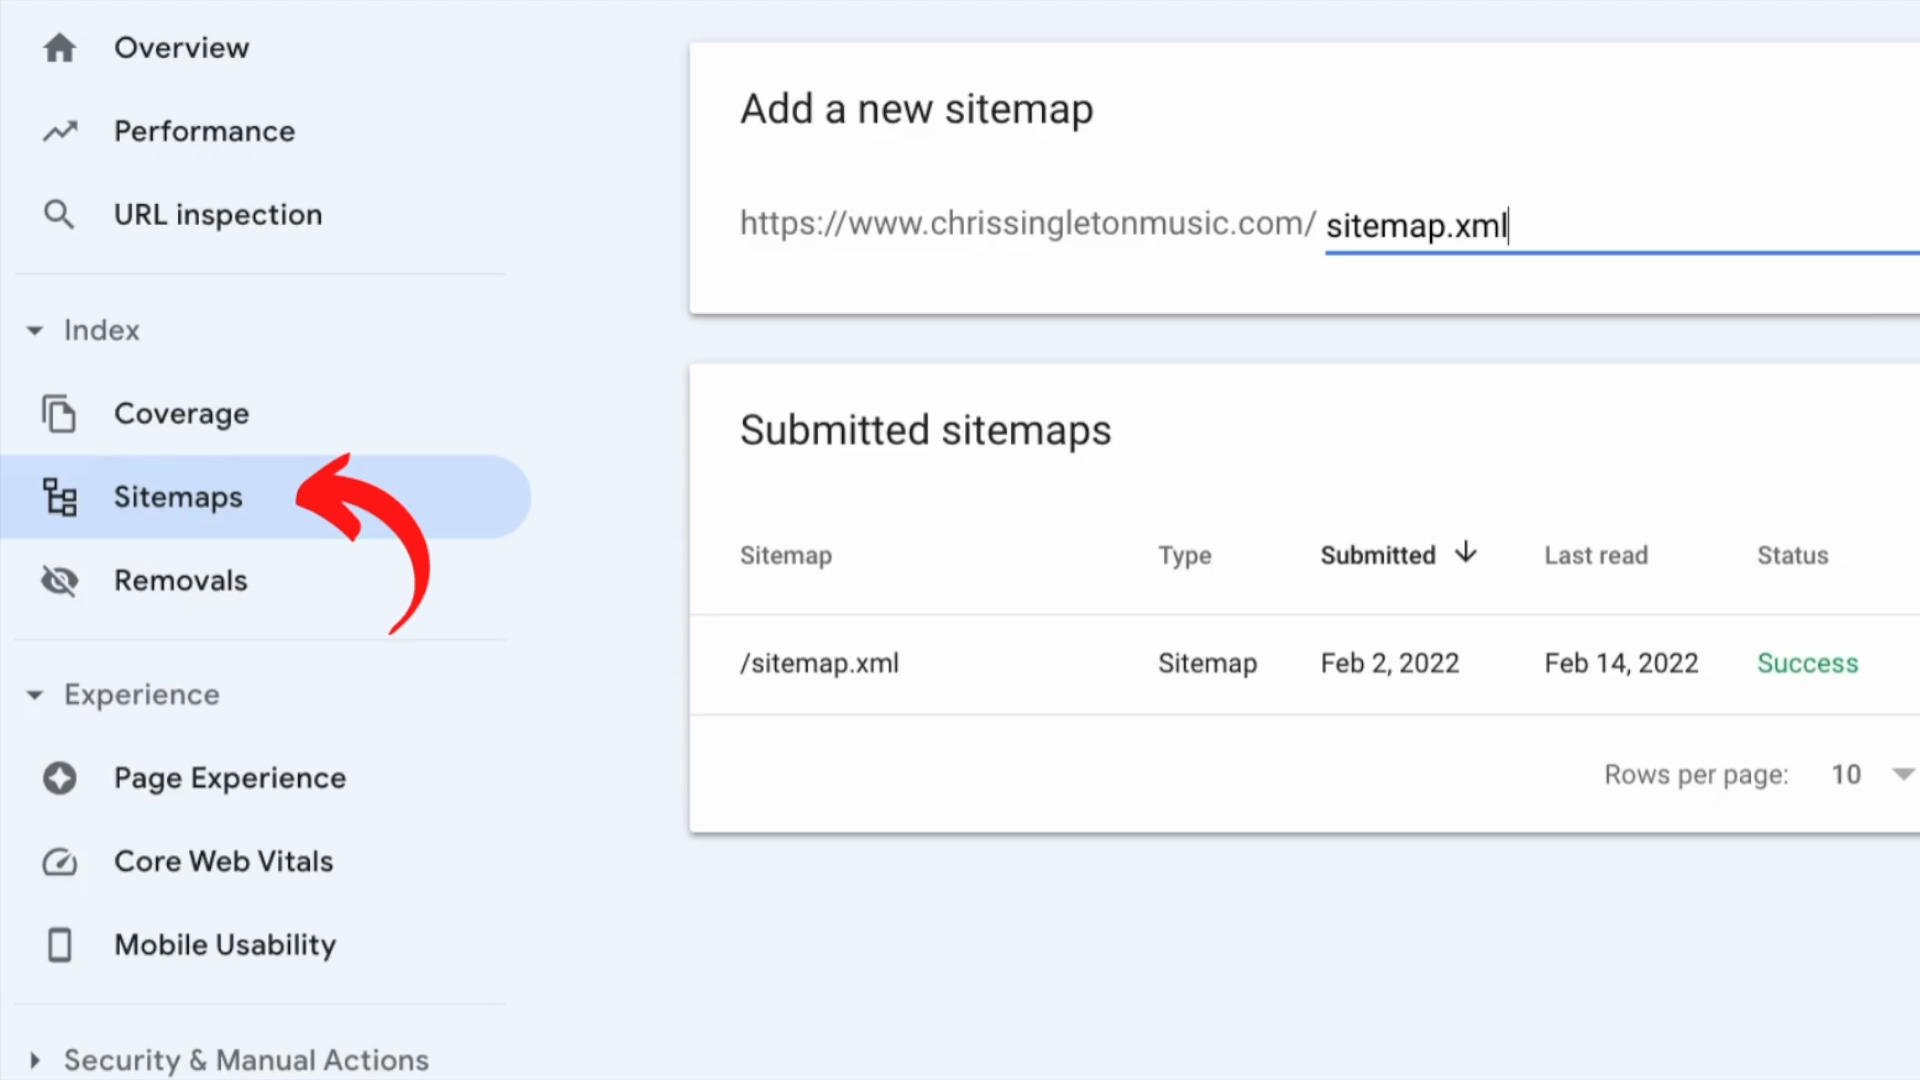 Overview
Performance
URL inspection
Index
Coverage
Sitemaps
Removals
Experience
Page Experience
Core Web Vitals
Mobile Usability
Security & Manual Actions
Add a new sitemap
https://www.chrissingletonmusic.com/ sitemap.xml
Submitted sitemaps
Sitemap Type Submitted Last read Status
/sitemap.xml Sitemap Feb 2, 2022 Feb 14, 2022 Success
Rows per page: 10